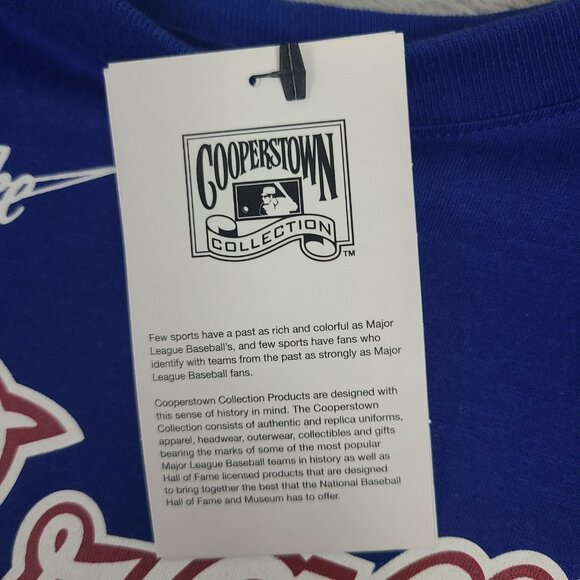 COOPERSTOWN
COLLECTION
TM
Few sports have a past as rich and colorful as Major
League Baseball's, and few sports have fans who
identify with teams from the past as strongly as Major
League Baseball fans.
Cooperstown Collection Products are designed with
this sense of history in mind. The Cooperstown
Collection consists of authentic and replica uniforms,
apparel, headwear, outerwear, collectibles and gifts
bearing the marks of some of the most popular
Major League Baseball teams in history as well as
Hall of Fame licensed products that are designed
to bring together the best that the National Baseball
Hall of Fame and Museum has to offer.